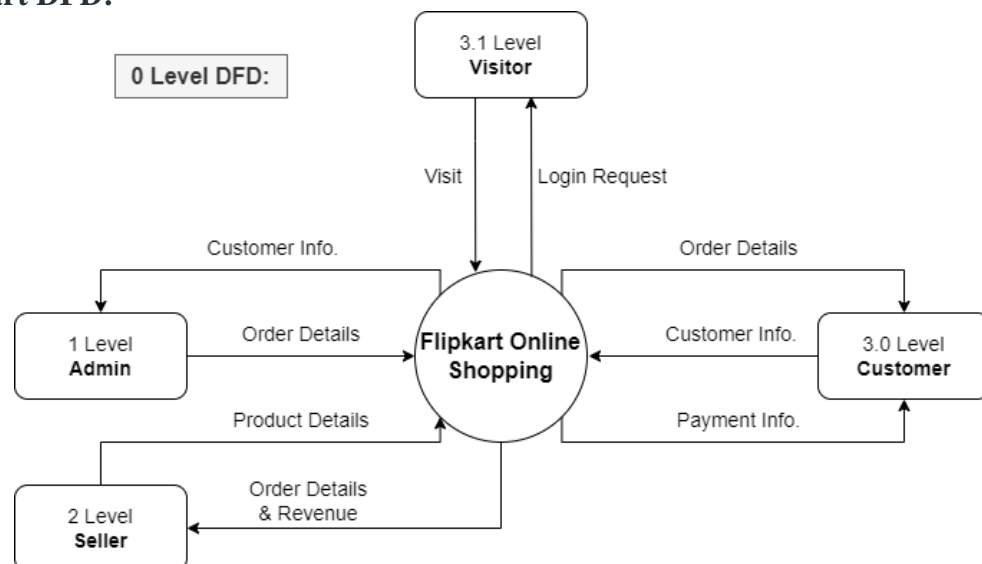 0 Level DFD:
3.1 Level
Visitor
Visit
Login Request
Customer Info.
Order Details
1 Level
Admin
Order Details
Flipkart Online
Shopping
Customer Info.
3.0 Level
Customer
Product Details
Payment Info.
Order Details
& Revenue
2 Level
Seller